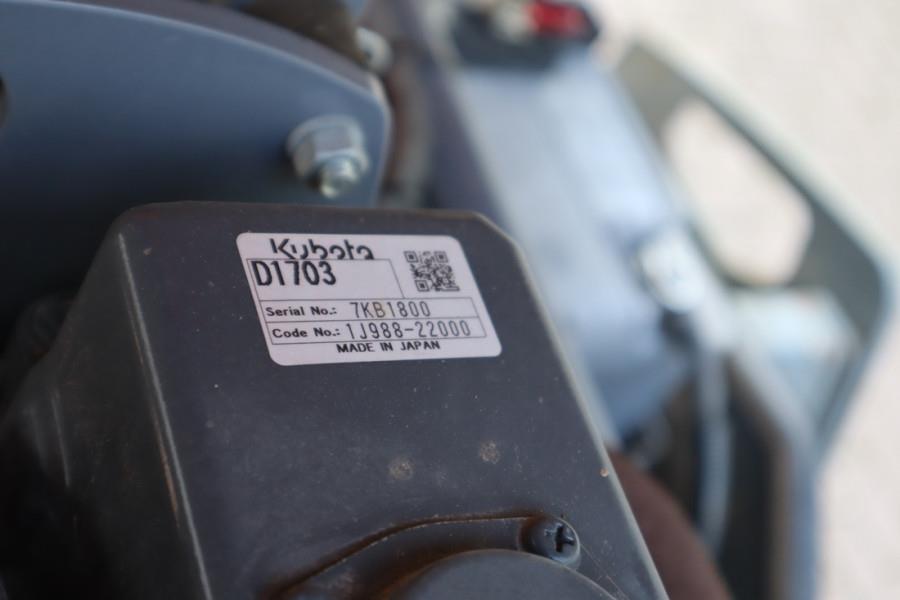 Kubota
D1703
Serial No.: 7KB1800
Code No.: 1J988-22000
MADE IN JAPAN